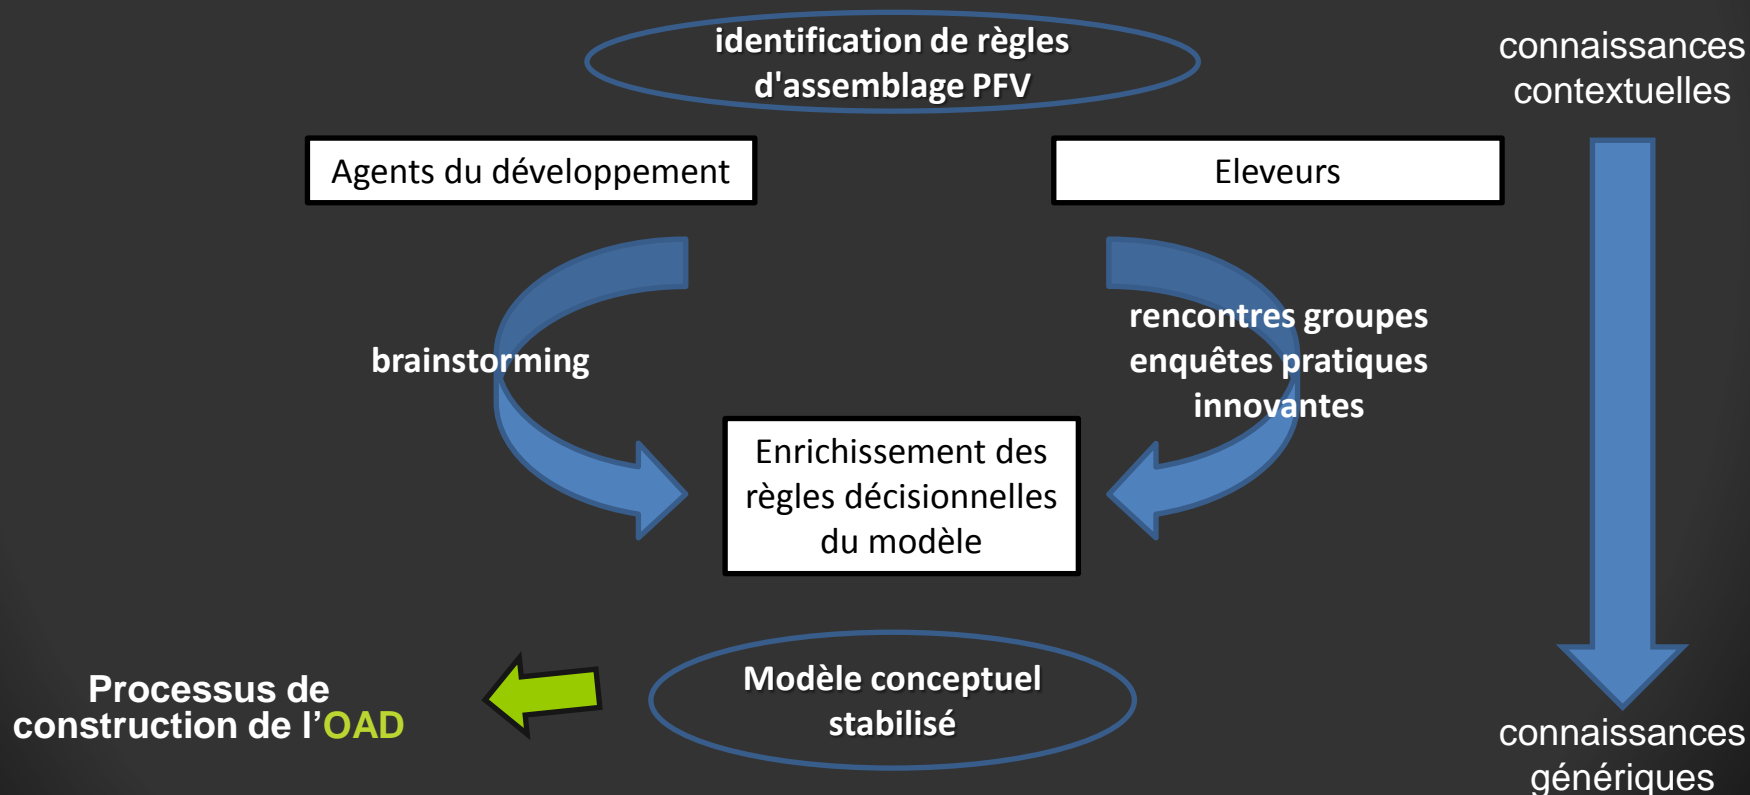 identification de règles
d'assemblage PFV
connaissances
contextuelles
Agents du développement
Eleveurs
brainstorming
rencontres groupes
enquêtes pratiques
innovantes
Enrichissement des
règles décisionnelles
du modèle
Modèle conceptuel
stabilisé
Processus de
construction de l’OAD
connaissances
génériques